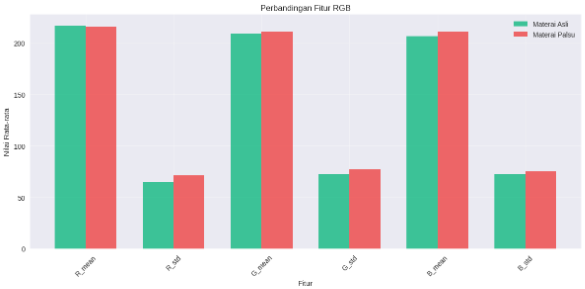 Perbandingan Fitur RGB
Materai Asli
Materai Palsu
Nilai Rata-rata
200
150
100
50
0
R_mean
R_std
G_mean
G_std
B_mean
B_std
Fitur